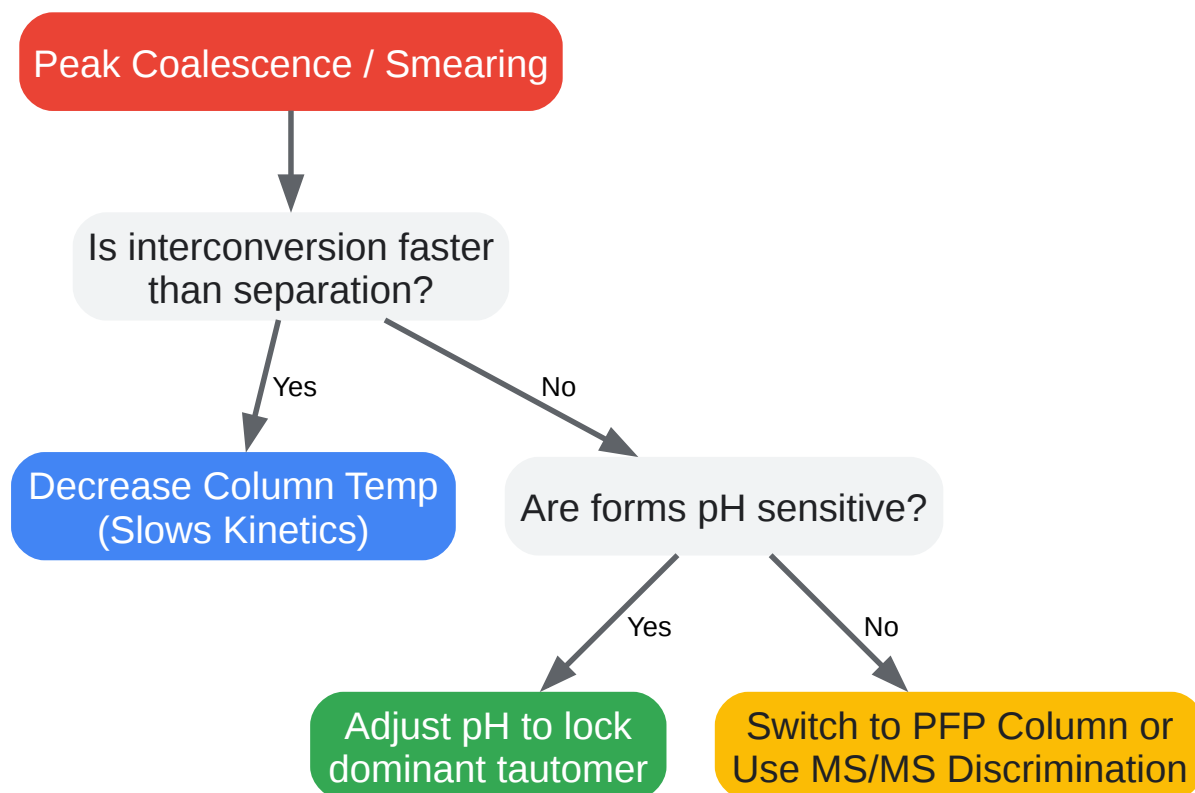 Peak Coalescence / Smearing
Is interconversion faster
than separation?
Yes
No
Decrease Column Temp
(Slows Kinetics)
Are forms pH sensitive?
Yes
No
Adjust pH to lock
dominant tautomer
Switch to PFP Column or
Use MS/MS Discrimination